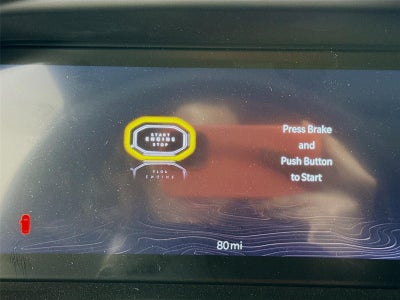 START
ENGINE
STOP
Press Brake
and
Push Button
to Start
80 mi